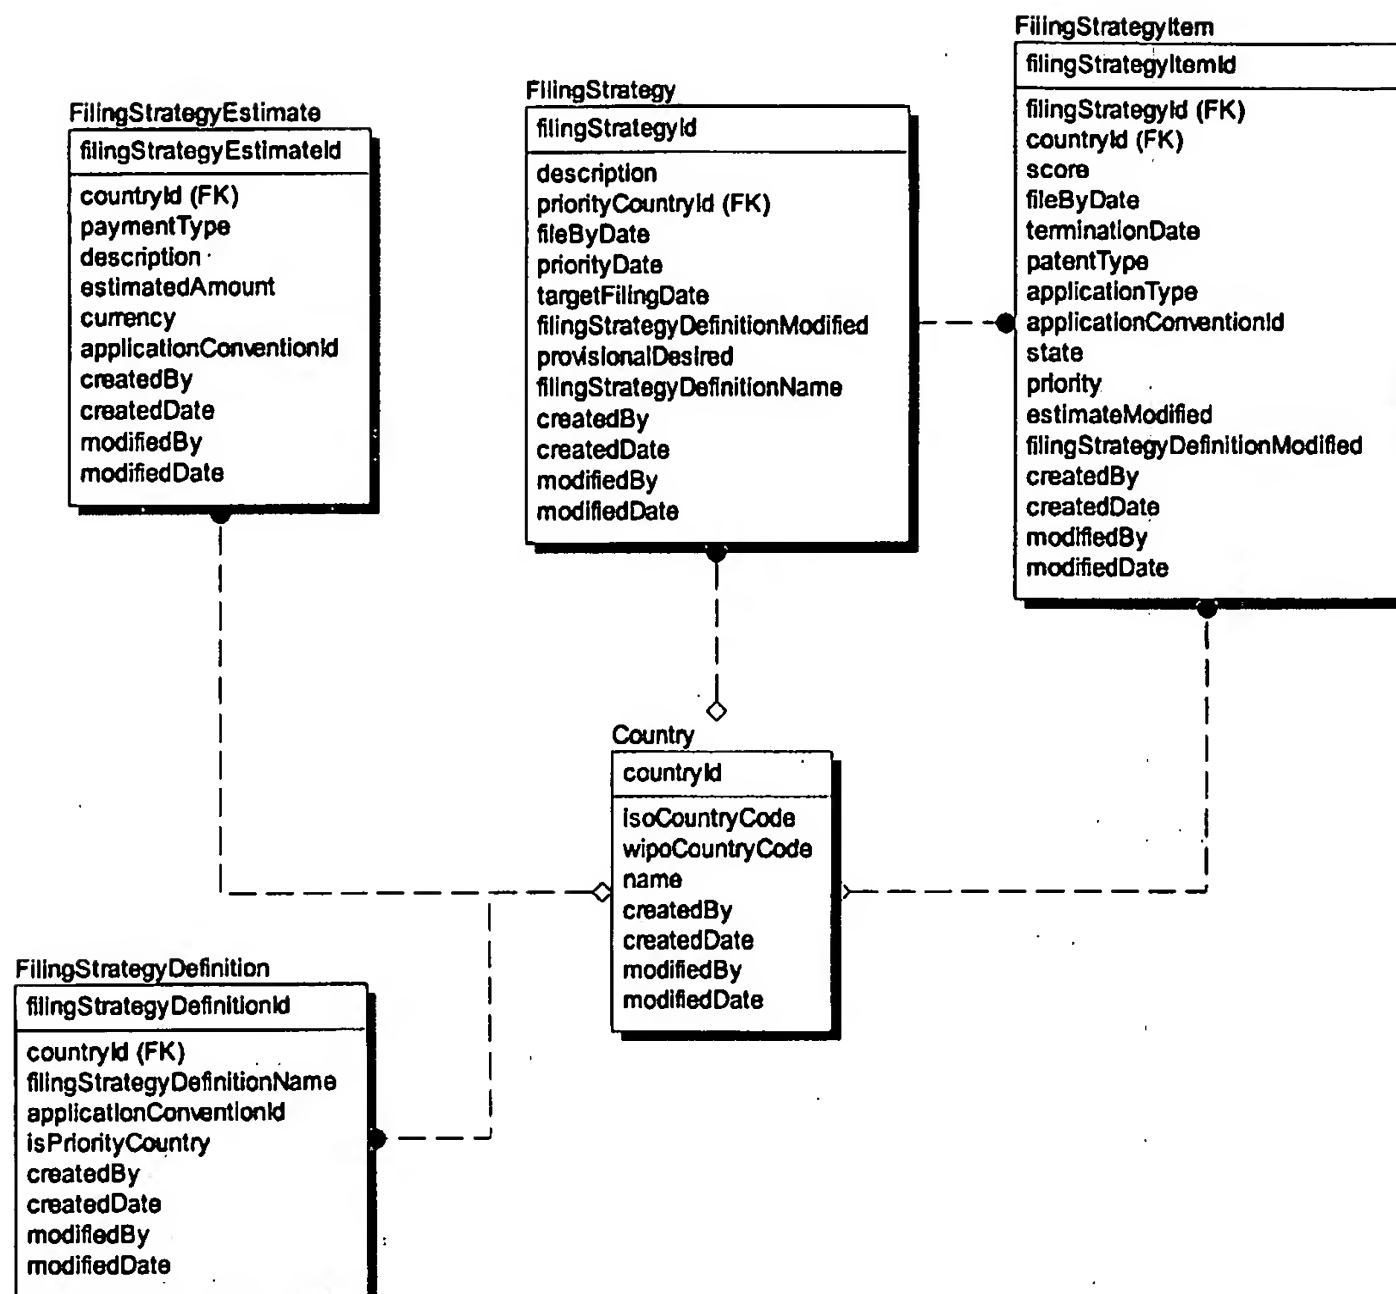 FilingStrategyEstimate
filingStrategyEstimateId
countryId (FK)
paymentType
description
estimatedAmount
currency
applicationConventionId
createdBy
createdDate
modifiedBy
modifiedDate
FilingStrategy
filingStrategyId
description
priorityCountryId (FK)
fileByDate
priorityDate
targetFilingDate
filingStrategyDefinitionModified
provisionalDesired
filingStrategyDefinitionName
createdBy
createdDate
modifiedBy
modifiedDate
FilingStrategyItem
filingStrategyItemId
filingStrategyId (FK)
countryId (FK)
score
fileByDate
terminationDate
patentType
applicationType
applicationConventionId
state
priority
estimateModified
filingStrategyDefinitionModified
createdBy
createdDate
modifiedBy
modifiedDate
Country
countryId
isoCountryCode
wipoCountryCode
name
createdBy
createdDate
modifiedBy
modifiedDate
FilingStrategyDefinition
filingStrategyDefinitionId
countryId (FK)
filingStrategyDefinitionName
applicationConventionId
isPriorityCountry
createdBy
createdDate
modifiedBy
modifiedDate